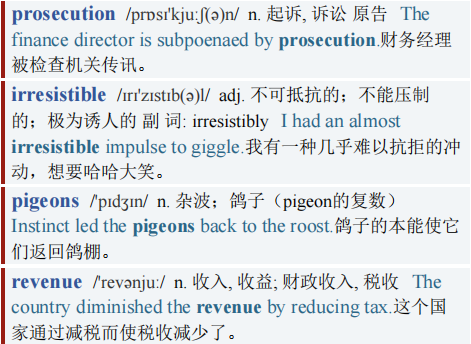 prosecution /prɒsɪ'kju:ʃ(ə)n/ n. 起诉, 诉讼 原告 The
finance director is subpoenaed by prosecution.财务经理
被检查机关传讯。
irresistible /ɪrɪ'zɪstɪb(ə)l/ adj. 不可抵抗的；不能压制
的；极为诱人的 副 词: irresistibly I had an almost
irresistible impulse to giggle.我有一种几乎难以抗拒的冲
动，想要哈哈大笑。
pigeons /'pɪdʒɪn/ n. 杂波；鸽子（pigeon的复数）
Instinct led the pigeons back to the roost.鸽子的本能使它
们返回鸽棚。
revenue /'revənju:/ n. 收入, 收益; 财政收入, 税收 The
country diminished the revenue by reducing tax.这个国
家通过减税而使税收减少了。